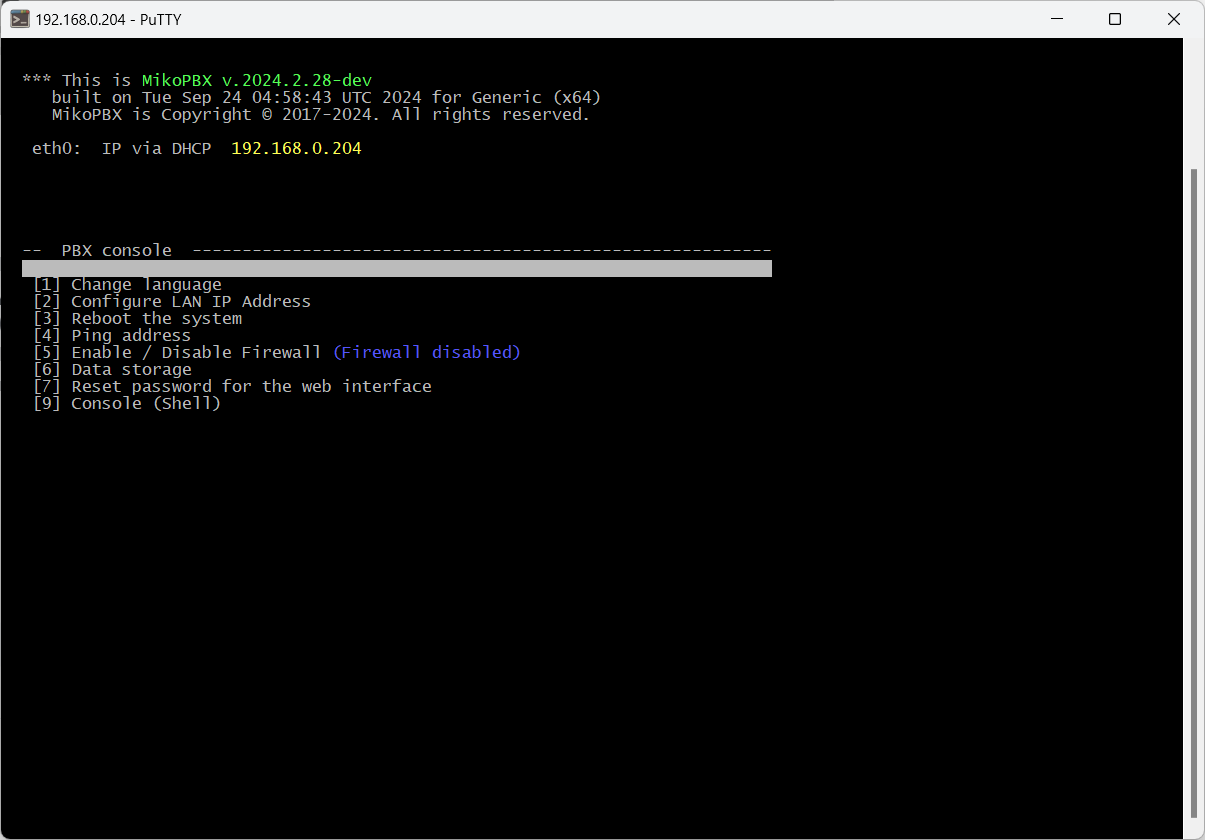 192.168.0.204 - PuTTY
*** This is MikoPBX v.2024.2.28-dev
built on Tue Sep 24 04:58:43 UTC 2024 for Generic (x64)
MikoPBX is Copyright © 2017-2024. All rights reserved.
eth0: IP via DHCP 192.168.0.204
-- PBX console ----------------------------------------------------------
[1] Change language
[2] Configure LAN IP Address
[3] Reboot the system
[4] Ping address
[5] Enable / Disable Firewall (Firewall disabled)
[6] Data storage
[7] Reset password for the web interface
[9] Console (Shell)